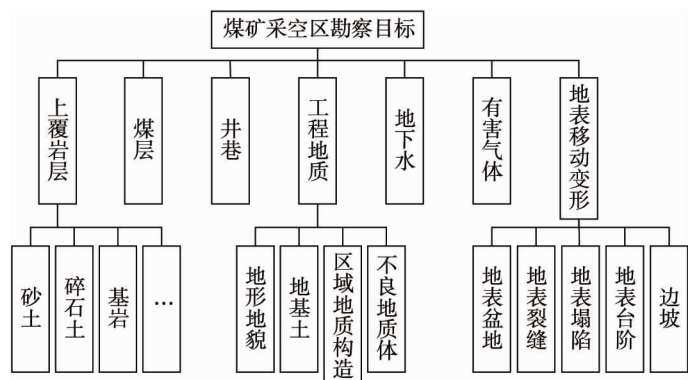 煤矿采空区勘察目标
上覆岩层
煤层
井巷
工程地质
地下水
有害气体
地表移动变形
砂土
碎石土
基岩
…
地形地貌
地基土
区域地质构造
不良地质体
地表盆地
地表裂缝
地表塌陷
地表台阶
边坡